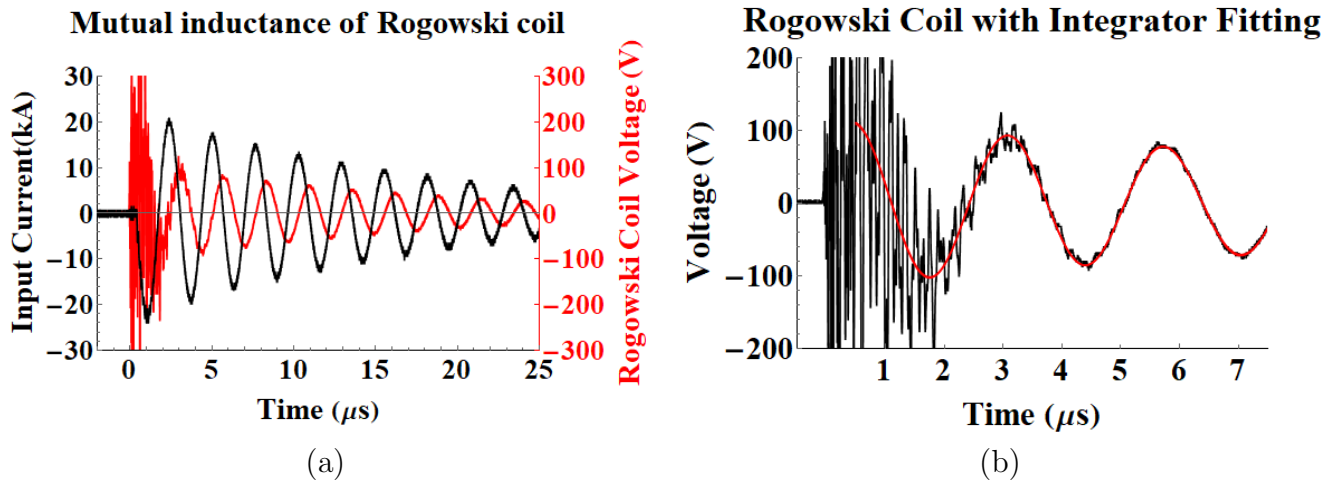 Mutual inductance of Rogowski coil
Input Current(kA)
30
20
10
0
−10
−20
−30
300
200
100
0
−100
−200
−300
Rogowski Coil Voltage (V)
0 5 10 15 20 25
Time (μs)
(a)
Rogowski Coil with Integrator Fitting
Voltage (V)
200
100
0
−100
−200
1 2 3 4 5 6 7
Time (μs)
(b)